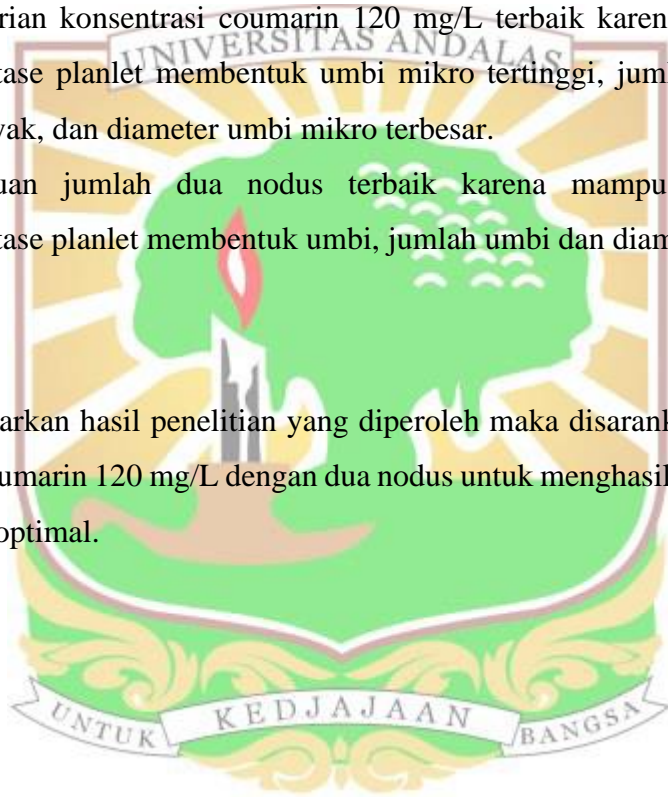 rian konsentrasi coumarin 120 mg/L terbaik karen
UNIVERSITAS ANDALAS
tase planlet membentuk umbi mikro tertinggi, juml
yak, dan diameter umbi mikro terbesar.
uan jumlah dua nodus terbaik karena mampu
tase planlet membentuk umbi, jumlah umbi dan diam
arkan hasil penelitian yang diperoleh maka disarank
umarin 120 mg/L dengan dua nodus untuk menghasil
optimal.
UNTUK KEDJAJAAN BANGSA